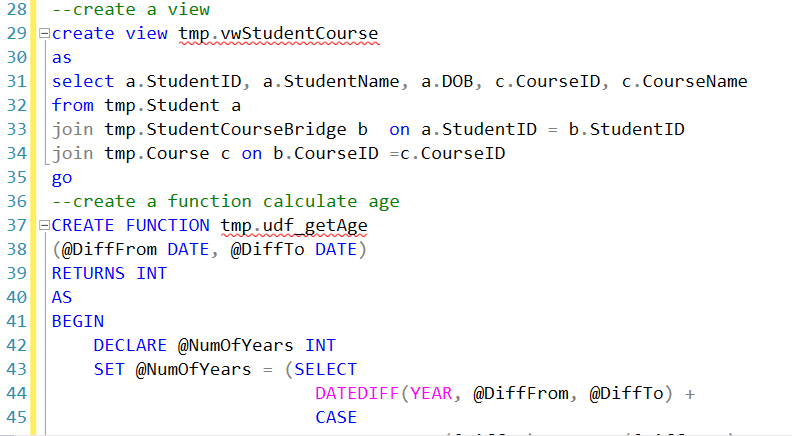 28 --create a view
29 create view tmp.vwStudentCourse
30 as
31 select a.StudentID, a.StudentName, a.DOB, c.CourseID, c.CourseName
32 from tmp.Student a
33 join tmp.StudentCourseBridge b  on a.StudentID = b.StudentID
34 join tmp.Course c on b.CourseID =c.CourseID
35 go
36 --create a function calculate age
37 CREATE FUNCTION tmp.udf_getAge
38 (@DiffFrom DATE, @DiffTo DATE)
39 RETURNS INT
40 AS
41 BEGIN
42     DECLARE @NumOfYears INT
43     SET @NumOfYears = (SELECT
44                          DATEDIFF(YEAR, @DiffFrom, @DiffTo) +
45                          CASE